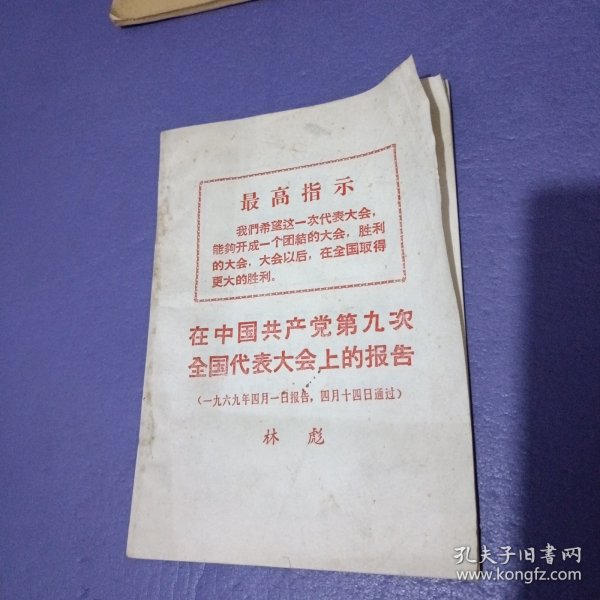 最高指示
我們希望这一次代表大会，
能夠开成一个团結的大会，胜利
的大会，大会以后，在全国取得
更大的胜利。
在中国共产党第九次
全国代表大会上的报告
（一九六九年四月一日报告，四月十四日通过）
林彪
孔夫子旧书网
www.kongfz.com